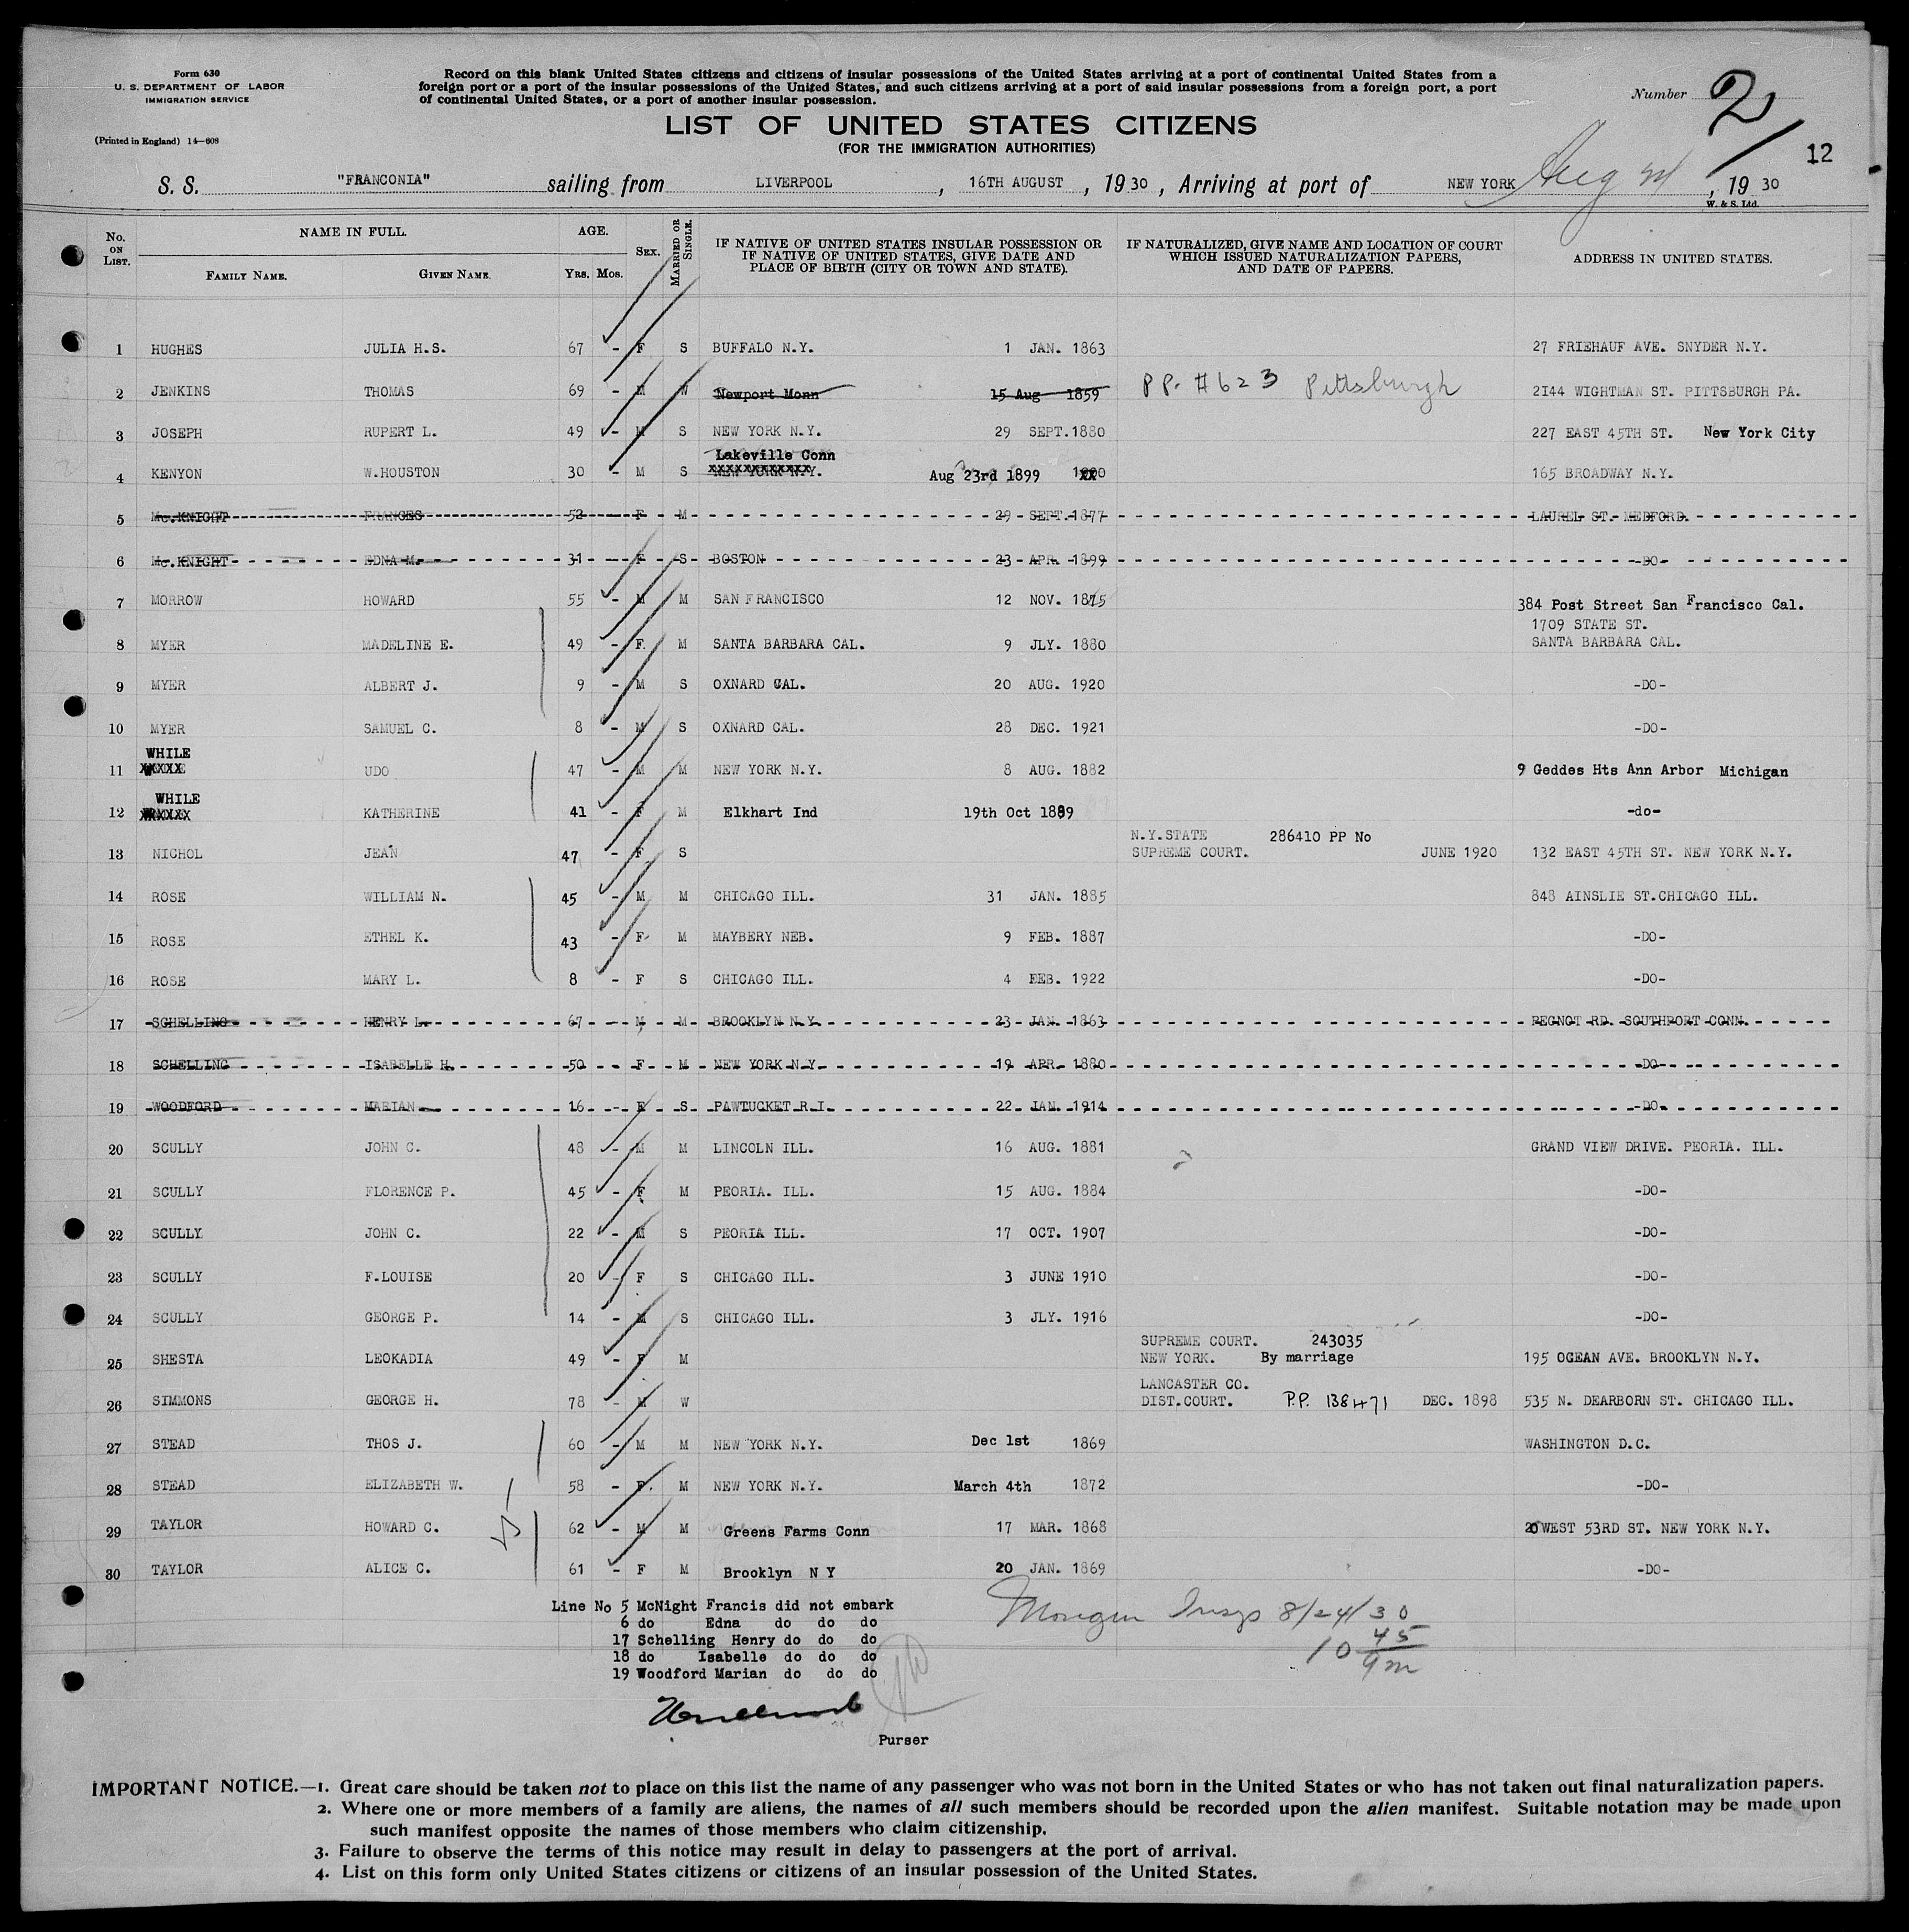 Form 630
U. S. DEPARTMENT OF LABOR
IMMIGRATION SERVICE
(Printed in England) 14—608
Record on this blank United States citizens and citizens of insular possessions of the United States arriving at a port of continental United States from a
foreign port or a port of the insular possessions of the United States, and such citizens arriving at a port of said insular possessions from a foreign port, a port
of continental United States, or a port of another insular possession.
Number 2
LIST OF UNITED STATES CITIZENS
(FOR THE IMMIGRATION AUTHORITIES)
12
S. S. "FRANCONIA" sailing from LIVERPOOL, 16TH AUGUST, 1930, Arriving at port of NEW YORK Aug 24, 1930
W. & S. Ltd.
No. ON LIST. NAME IN FULL. FAMILY NAME. GIVEN NAME. AGE. YRS. MOS. SEX. MARRIED OR SINGLE. IF NATIVE OF UNITED STATES INSULAR POSSESSION OR IF NATIVE OF UNITED STATES, GIVE DATE AND PLACE OF BIRTH (CITY OR TOWN AND STATE). IF NATURALIZED, GIVE NAME AND LOCATION OF COURT WHICH ISSUED NATURALIZATION PAPERS, AND DATE OF PAPERS. ADDRESS IN UNITED STATES.
1 HUGHES JULIA H.S. 67 - F S BUFFALO N.Y. 1 JAN. 1863 27 FRIEHAUF AVE. SNYDER N.Y.
2 JENKINS THOMAS 69 - M W Newport Monn 15 Aug 1859 PP. #623 Pittsburgh 2144 WIGHTMAN ST. PITTSBURGH PA.
3 JOSEPH RUPERT L. 49 - M S NEW YORK N.Y. 29 SEPT.1880 227 EAST 45TH ST. New York City
Lakeville Conn
4 KENYON W.HOUSTON 30 - M S NEW YORK N.Y. Aug 23rd 1899 1900 165 BROADWAY N.Y.
5 Mc.KNIGHT FRANCES 52 - F M 29 SEPT.1877 LAUREL ST. MEDFORD.
6 Mc.KNIGHT EDNA M. 31 - F S BOSTON 23 APR. 1899 -DO-
7 MORROW HOWARD 55 - M M SAN FRANCISCO 12 NOV. 1875 384 Post Street San Francisco Cal.
1709 STATE ST.
8 MYER MADELINE E. 49 - F. M SANTA BARBARA CAL. 9 JLY. 1880 SANTA BARBARA CAL.
9 MYER ALBERT J. 9 - M S OXNARD CAL. 20 AUG. 1920 -DO-
10 MYER SAMUEL C. 8 - M S OXNARD CAL. 28 DEC. 1921 -DO-
WHILE
11 XXXXX UDO 47 - M M NEW YORK N.Y. 8 AUG. 1882 9 Geddes Hts Ann Arbor Michigan
WHILE
12 XXXXX KATHERINE 41 - F M Elkhart Ind 19th Oct 1889 -do-
N.Y.STATE 286410 PP No
13 NICHOL JEAN 47 - F. S SUPREME COURT. JUNE 1920 132 EAST 45TH ST. NEW YORK N.Y.
14 ROSE WILLIAM N. 45 - M M CHICAGO ILL. 31 JAN. 1885 848 AINSLIE ST.CHICAGO ILL.
15 ROSE ETHEL K. 43 - F. M MAYBERY NEB. 9 FEB. 1887 -DO-
16 ROSE MARY L. 8 - F S CHICAGO ILL. 4 FEB. 1922 -DO-
17 SCHELLING HENRY L. 67 - M M BROOKLYN N.Y. 23 JAN. 1863 PEGNOT RD. SOUTHPORT CONN.
18 SCHELLING ISABELLE H. 50 - F M NEW YORK N.Y. 19 APR. 1880 -DO-
19 WOODFORD MARIAN 16 - F S PAWTUCKET R.I. 22 JAN. 1914 -DO-
20 SCULLY JOHN C. 48 - M M LINCOLN ILL. 16 AUG. 1881 GRAND VIEW DRIVE. PEORIA. ILL.
21 SCULLY FLORENCE P. 45 - F M PEORIA. ILL. 15 AUG. 1884 -DO-
22 SCULLY JOHN C. 22 - M S PEORIA ILL. 17 OCT. 1907 -DO-
23 SCULLY F.LOUISE 20 - F S CHICAGO ILL. 3 JUNE 1910 -DO-
24 SCULLY GEORGE P. 14 - M S CHICAGO ILL. 3 JLY. 1916 -DO-
SUPREME COURT. 243035
25 SHESTA LEOKADIA 49 - F M NEW YORK. By marriage 195 OCEAN AVE. BROOKLYN N.Y.
LANCASTER CO.
26 SIMMONS GEORGE H. 78 - M W DIST.COURT. P.P. 138471 DEC. 1898 535 N. DEARBORN ST. CHICAGO ILL.
27 STEAD THOS J. 60 - M M NEW YORK N.Y. Dec 1st 1869 WASHINGTON D.C.
28 STEAD ELIZABETH W. 58 - F. M NEW YORK N.Y. March 4th 1872 -DO-
29 TAYLOR HOWARD C. 62 - M M Greens Farms Conn 17 MAR. 1868 20 WEST 53RD ST. NEW YORK N.Y.
30 TAYLOR ALICE C. 61 - F M Brooklyn N Y 20 JAN. 1869 -DO-
Line No 5 McNight Francis did not embark
6 do Edna do do do
17 Schelling Henry do do do
18 do Isabelle do do do
19 Woodford Marian do do do
8/24/30
10 45
Purser
IMPORTANT NOTICE.—1. Great care should be taken not to place on this list the name of any passenger who was not born in the United States or who has not taken out final naturalization papers.
2. Where one or more members of a family are aliens, the names of all such members should be recorded upon the alien manifest. Suitable notation may be made upon
such manifest opposite the names of those members who claim citizenship.
3. Failure to observe the terms of this notice may result in delay to passengers at the port of arrival.
4. List on this form only United States citizens or citizens of an insular possession of the United States.